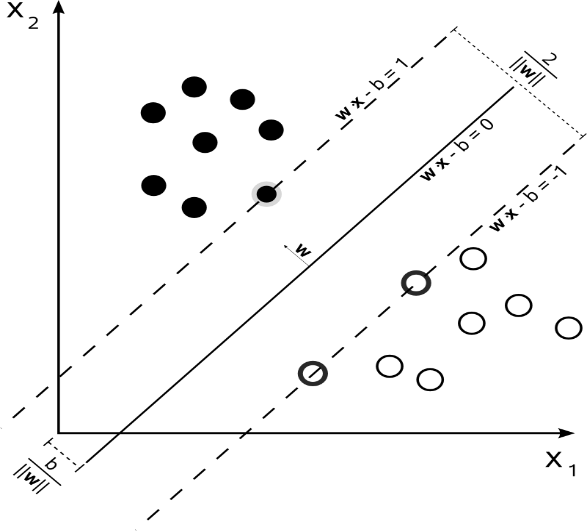 x₂
w x - b = 1
2
‖w‖
w x - b = 0
w x - b = -1
w
b
‖w‖
x₁